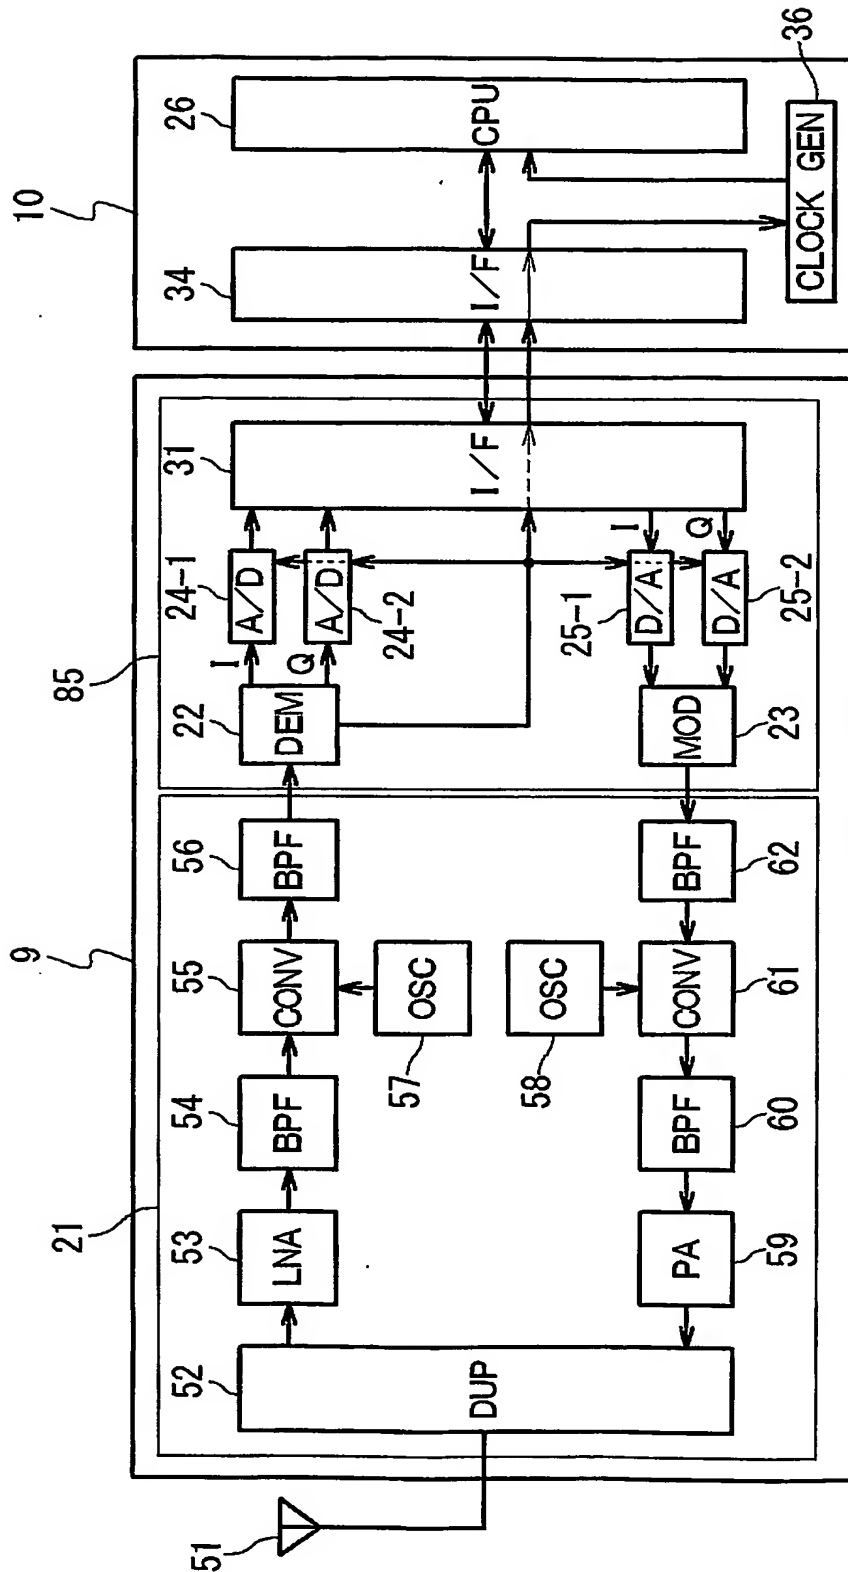 10
9
85
21
36
26
34
31
24-1
22
56
55
54
53
52
51
CPU
I/F
I/F
CLOCK GEN
A/D
A/D
24-2
I
Q
DEM
BPF
CONV
BPF
LNA
DUP
OSC
57
OSC
58
I
Q
D/A
D/A
25-1
25-2
MOD
23
BPF
62
CONV
61
BPF
60
PA
59